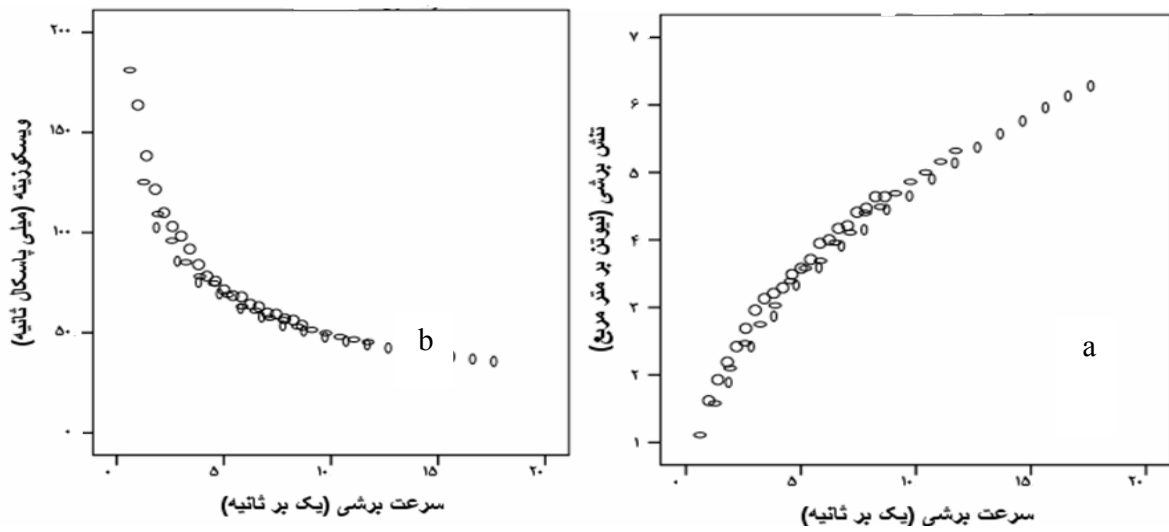 ۲۰۰
۱۵۰
۱۰۰
۵۰
۰
ویسکوزیته (میلی پاسکال ثانیه)
b
۰ ۵ ۱۰ ۱۵ ۲۰
سرعت برشی (یک بر ثانیه)
۷
۶
۵
۴
۳
۲
۱
تنش برشی (نیوتن بر متر مربع)
a
۰ ۵ ۱۰ ۱۵ ۲۰
سرعت برشی (یک بر ثانیه)